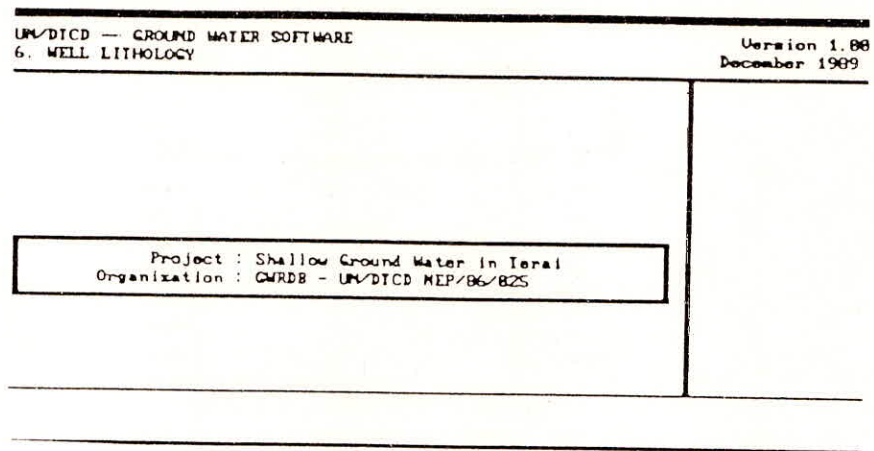 UN/DTCD — GROUND WATER SOFTWARE
6. WELL LITHOLOGY
Version 1.00
December 1989
Project : Shallow Ground Water in Terai
Organization : GWRDB - UN/DTCD NEP/86/025